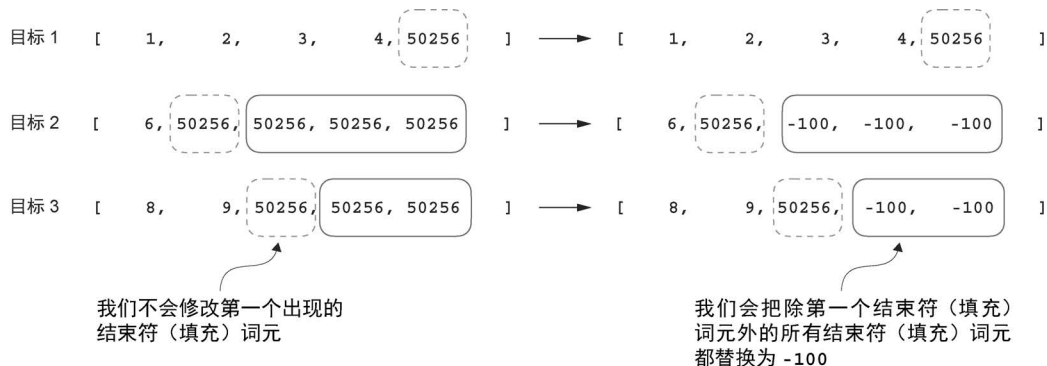 目标 1 [ 1, 2, 3, 4, 50256 ] [ 1, 2, 3, 4, 50256 ]
目标 2 [ 6, 50256, 50256, 50256, 50256 ] [ 6, 50256, -100, -100, -100 ]
目标 3 [ 8, 9, 50256, 50256, 50256 ] [ 8, 9, 50256, -100, -100 ]
我们不会修改第一个出现的
结束符（填充）词元
我们会把除第一个结束符（填充）
词元外的所有结束符（填充）词元
都替换为 -100